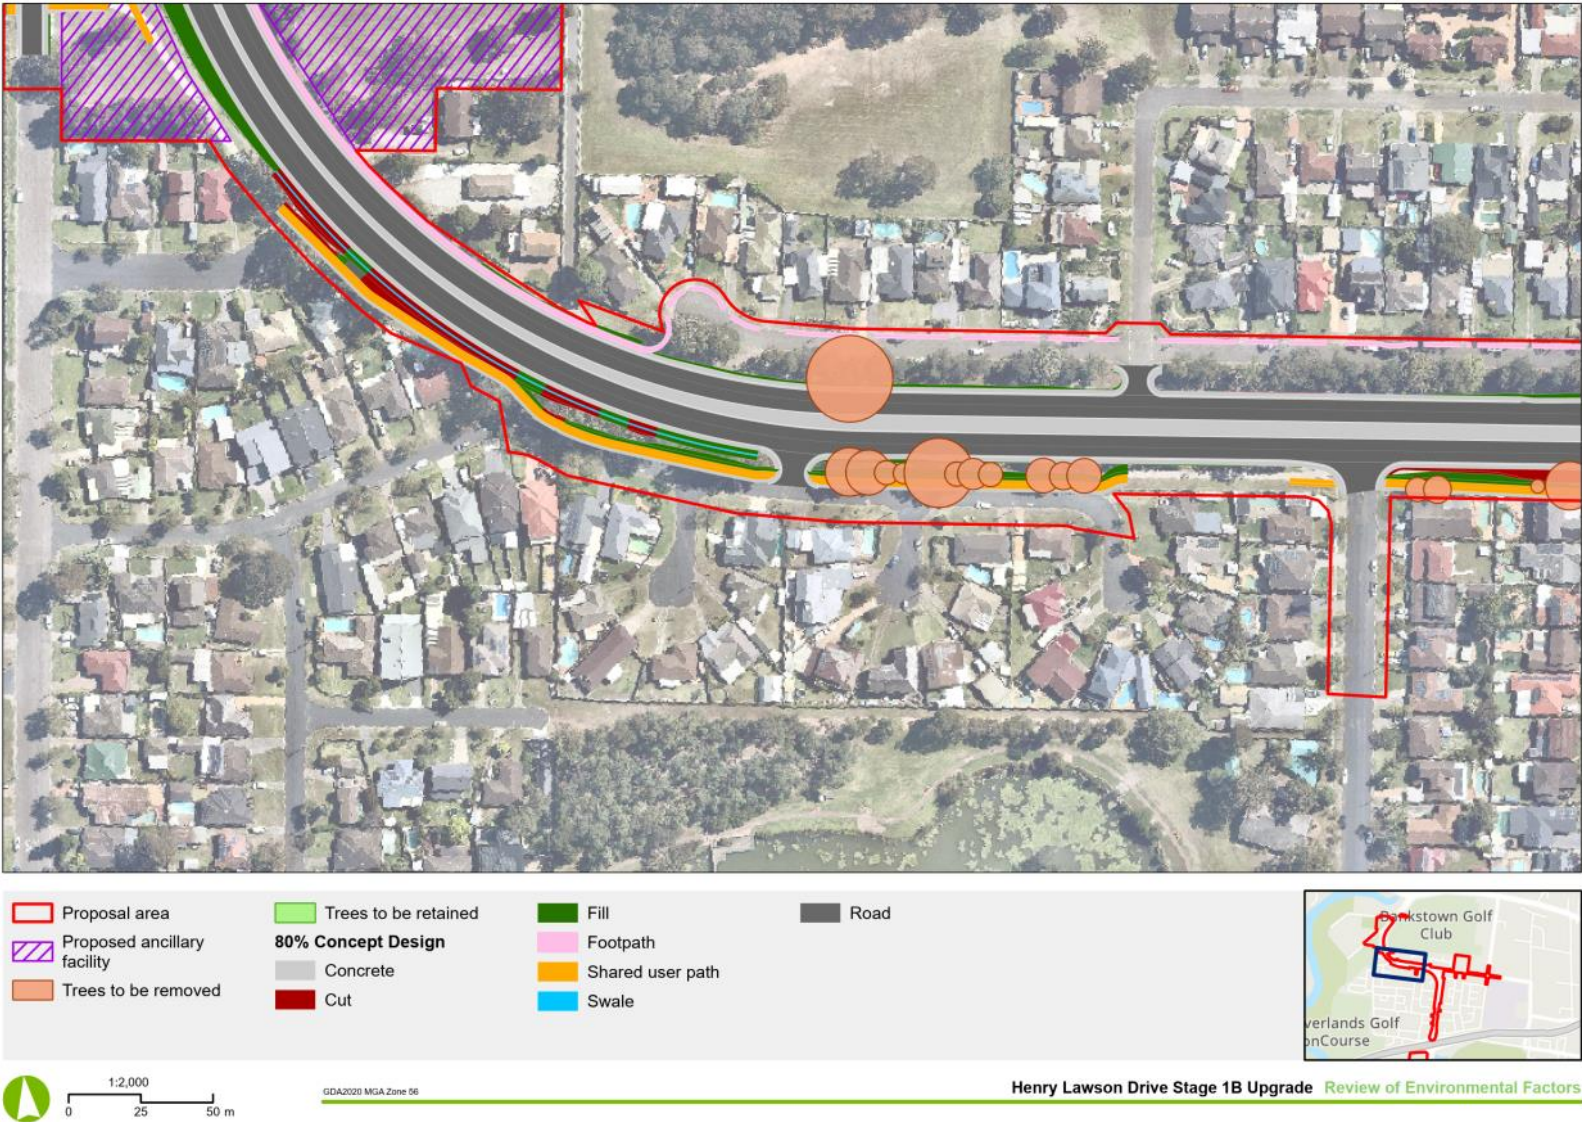 Proposal area
Proposed ancillary
facility
Trees to be removed
Trees to be retained
80% Concept Design
Concrete
Cut
Fill
Footpath
Shared user path
Swale
Road
Bankstown Golf
Club
verlands Golf
onCourse
1:2,000
0 25 50 m
GDA2020 MGA Zone 56
Henry Lawson Drive Stage 1B Upgrade Review of Environmental Factors